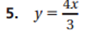 5. y = 4x/3